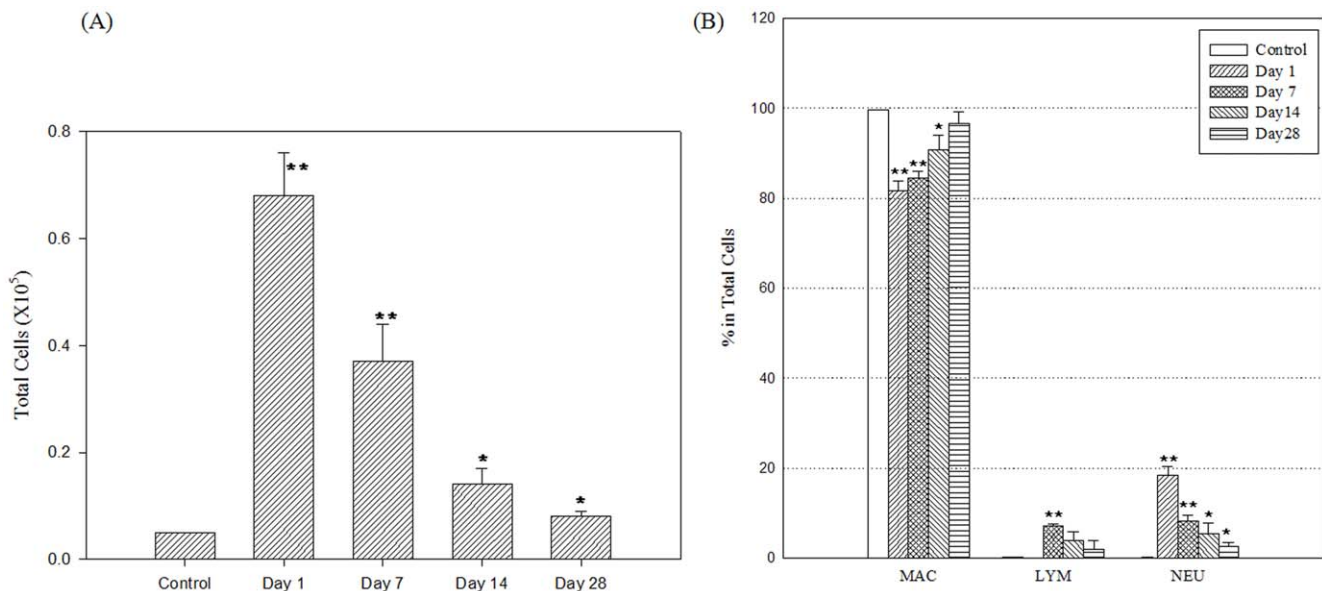 (A)
Total Cells (X10⁵)
0.8
0.6
0.4
0.2
0.0
**
**
*
*
Control Day 1 Day 7 Day 14 Day 28
(B)
% in Total Cells
120
100
80
60
40
20
0
Control
Day 1
Day 7
Day14
Day28
** ** *
**
** ** * *
MAC LYM NEU